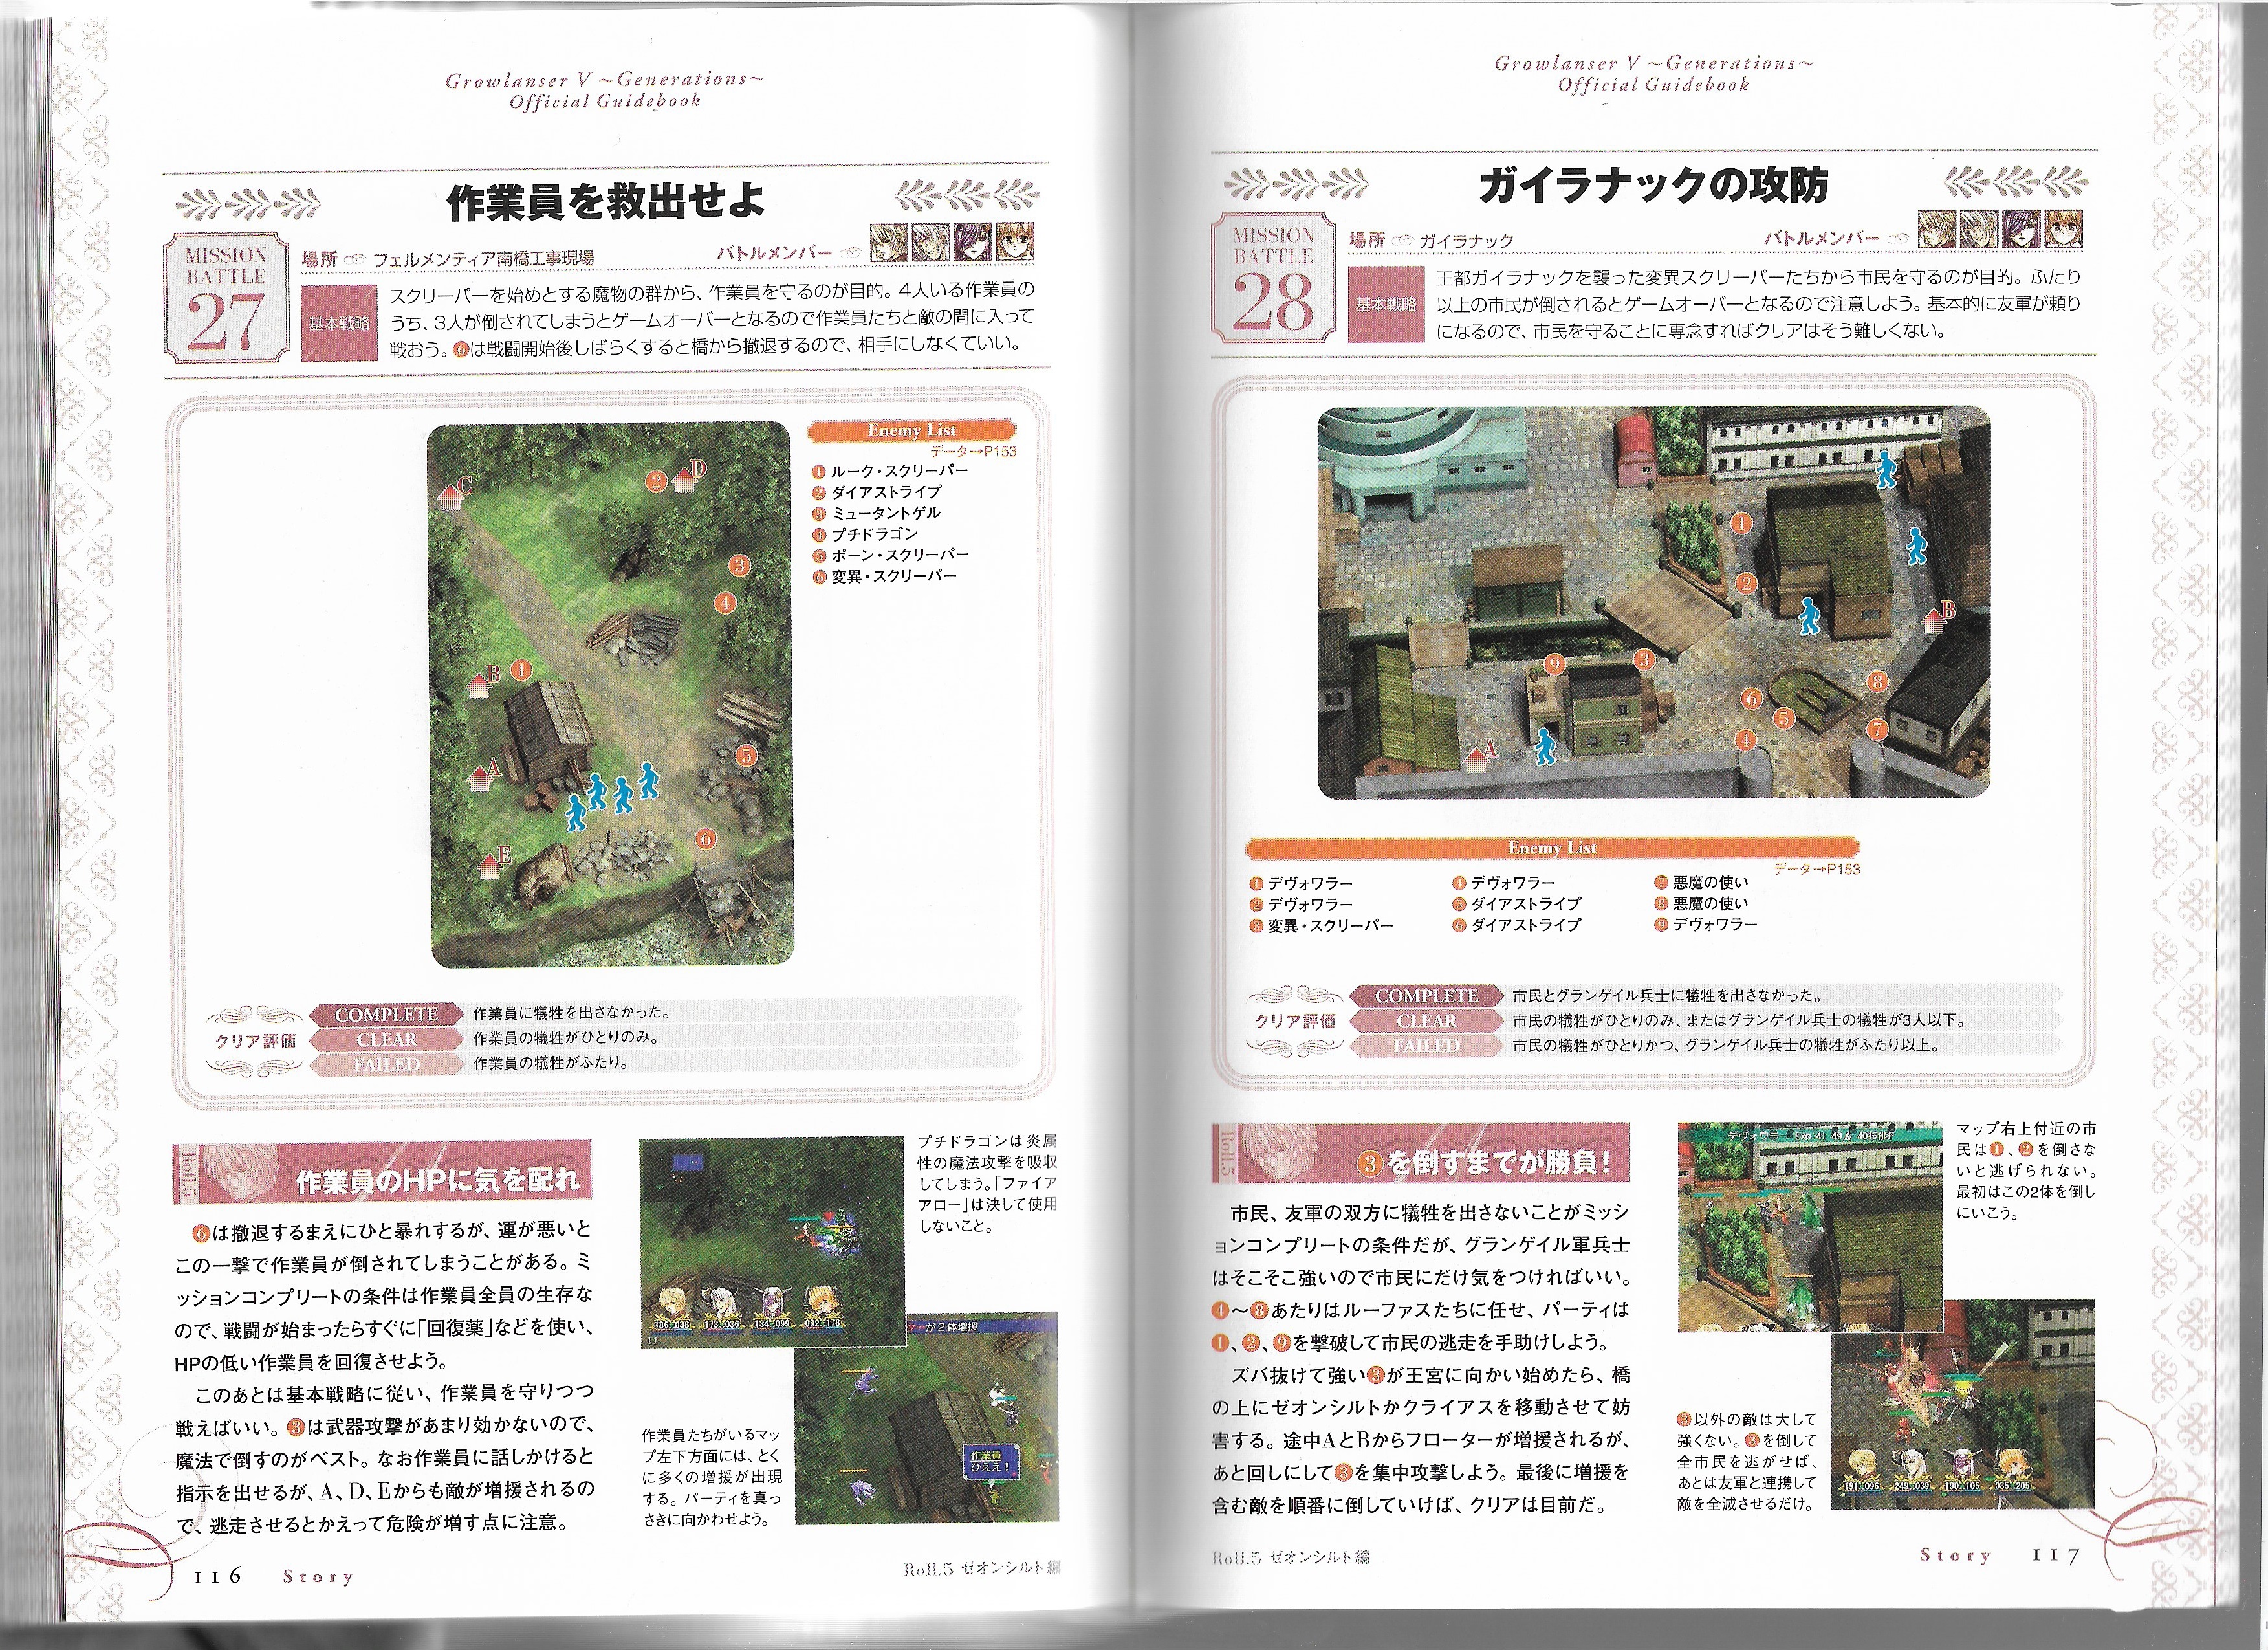 Growlanser V ~Generations~
Official Guidebook
作業員を救出せよ
MISSION
BATTLE
27
場所 フェルメンティア南橋工事現場
バトルメンバー
基本戦略
スクリーパーを始めとする魔物の群から、作業員を守るのが目的。4人いる作業員の
うち、3人が倒されてしまうとゲームオーバーとなるので作業員たちと敵の間に入って
戦おう。⑥は戦闘開始後しばらくすると橋から撤退するので、相手にしなくていい。
C
② D
③
④
B ①
A
⑤
⑥
E
Enemy List
データ→P153
① ルーク・スクリーパー
② ダイアストライプ
③ ミュータントゲル
④ プチドラゴン
⑤ ポーン・スクリーパー
⑥ 変異・スクリーパー
クリア評価
COMPLETE 作業員に犠牲を出さなかった。
CLEAR 作業員の犠牲がひとりのみ。
FAILED 作業員の犠牲がふたり。
Roll.5
作業員のHPに気を配れ
⑥は撤退するまえにひと暴れするが、運が悪いと
この一撃で作業員が倒されてしまうことがある。ミ
ッションコンプリートの条件は作業員全員の生存な
ので、戦闘が始まったらすぐに「回復薬」などを使い、
HPの低い作業員を回復させよう。
このあとは基本戦略に従い、作業員を守りつつ
戦えばいい。③は武器攻撃があまり効かないので、
魔法で倒すのがベスト。なお作業員に話しかけると
指示を出せるが、A、D、Eからも敵が増援されるの
で、逃走させるとかえって危険が増す点に注意。
プチドラゴンは炎属
性の魔法攻撃を吸収
してしまう。「ファイア
アロー」は決して使用
しないこと。
186/088 173/036 134/099 092/178
ターが2体増援
作業員
ひええ!
作業員たちがいるマッ
プ左下方面には、とく
に多くの増援が出現
する。パーティを真っ
さきに向かわせよう。
116 Story
Roll.5 ゼオンシルト編
Growlanser V ~Generations~
Official Guidebook
ガイラナックの攻防
MISSION
BATTLE
28
場所 ガイラナック
バトルメンバー
基本戦略
王都ガイラナックを襲った変異スクリーパーたちから市民を守るのが目的。ふたり
以上の市民が倒されるとゲームオーバーとなるので注意しよう。基本的に友軍が頼り
になるので、市民を守ることに専念すればクリアはそう難しくない。
①
②
B
⑨ ③
⑥ ⑧
⑤
④ ⑦
A
Enemy List
データ→P153
① デヴォワラー ④ デヴォワラー ⑦ 悪魔の使い
② デヴォワラー ⑤ ダイアストライプ ⑧ 悪魔の使い
③ 変異・スクリーパー ⑥ ダイアストライプ ⑨ デヴォワラー
クリア評価
COMPLETE 市民とグランゲイル兵士に犠牲を出さなかった。
CLEAR 市民の犠牲がひとりのみ、またはグランゲイル兵士の犠牲が3人以下。
FAILED 市民の犠牲がひとりかつ、グランゲイル兵士の犠牲がふたり以上。
Roll.5
③を倒すまでが勝負!
市民、友軍の双方に犠牲を出さないことがミッシ
ョンコンプリートの条件だが、グランゲイル軍兵士
はそこそこ強いので市民にだけ気をつければいい。
④〜⑧あたりはルーファスたちに任せ、パーティは
①、②、⑨を撃破して市民の逃走を手助けしよう。
ズバ抜けて強い③が王宮に向かい始めたら、橋
の上にゼオンシルトかクライアスを移動させて妨
害する。途中AとBからフローターが増援されるが、
あと回しにして③を集中攻撃しよう。最後に増援を
含む敵を順番に倒していけば、クリアは目前だ。
マップ右上付近の市
民は①、②を倒さな
いと逃げられない。
最初はこの2体を倒し
にいこう。
③以外の敵は大して
強くない。③を倒して
全市民を逃がせば、
あとは友軍と連携して
敵を全滅させるだけ。
191/096 249/039 190/105 085/205
Roll.5 ゼオンシルト編
Story 117